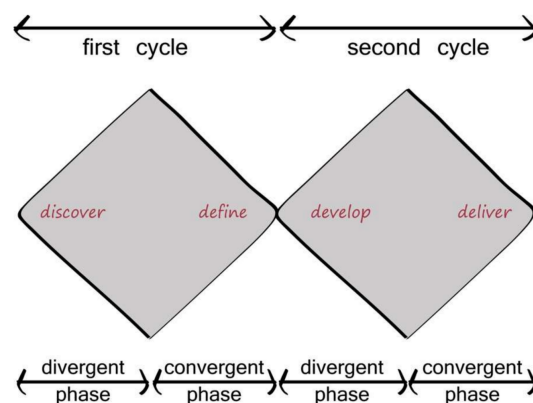 first cycle
second cycle
discover
define
develop
deliver
divergent
phase
convergent
phase
divergent
phase
convergent
phase